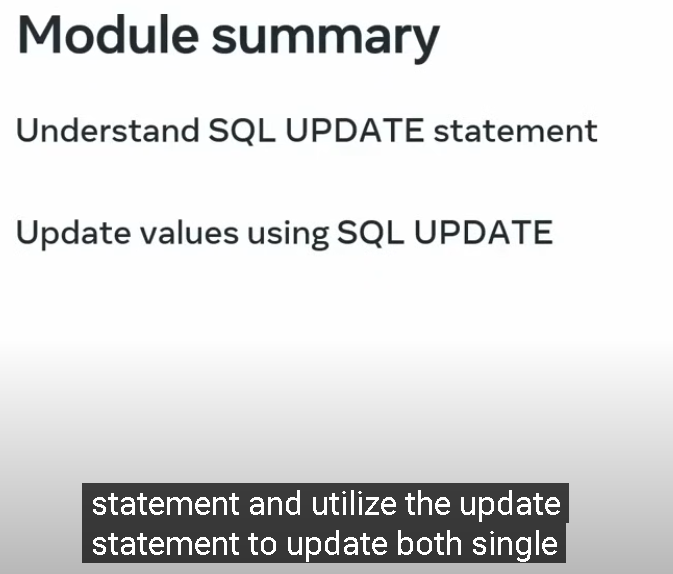 Module summary
Understand SQL UPDATE statement
Update values using SQL UPDATE
statement and utilize the update
statement to update both single